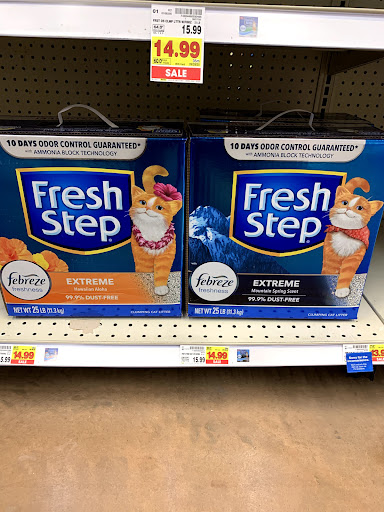 15.99
14.99
SALE
10 DAYS ODOR CONTROL GUARANTEED*
with AMMONIA BLOCK TECHNOLOGY
Fresh
Step
febreze
freshness
EXTREME
Hawaiian Aloha
99.9% DUST-FREE
NET WT 25 LB (11.3 kg)
CLUMPING CAT LITTER
10 DAYS ODOR CONTROL GUARANTEED*
with AMMONIA BLOCK TECHNOLOGY
Fresh
Step
febreze
freshness
EXTREME
Mountain Spring Scent
99.9% DUST-FREE
NET WT 25 LB (11.3 kg)
CLUMPING CAT LITTER
5.99
14.99
SALE
15.99
14.99
SALE